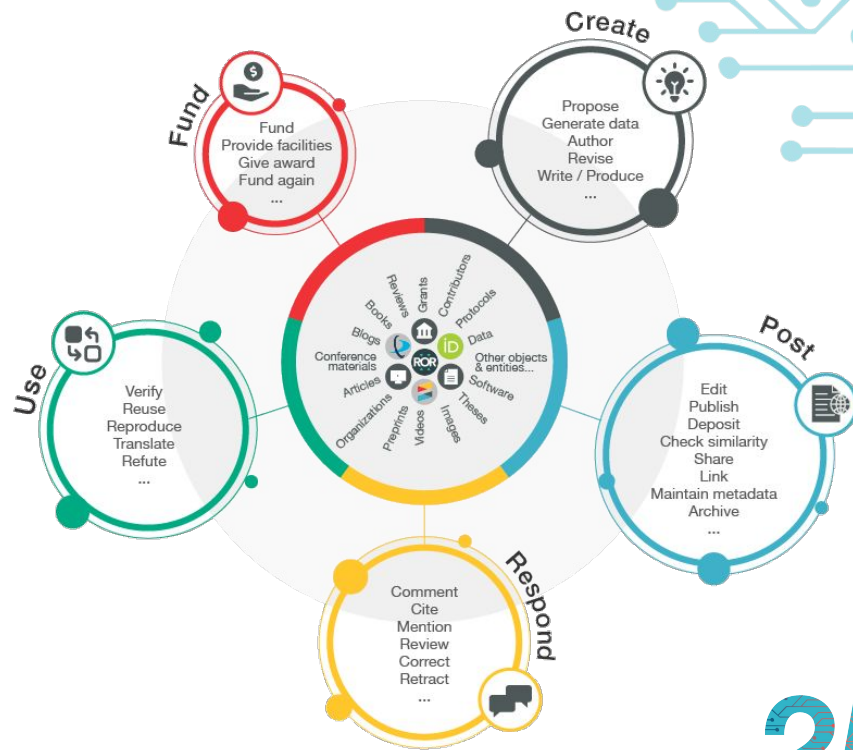 Create
Propose
Generate data
Author
Revise
Write / Produce
...
Fund
$
Fund
Provide facilities
Give award
Fund again
...
Grants
Contributors
Protocols
Data
Other objects
& entities...
Software
Theses
Images
Videos
Preprints
Organizations
Articles
Conference
materials
Blogs
Books
Reviews
iD
ROR
Post
Edit
Publish
Deposit
Check similarity
Share
Link
Maintain metadata
Archive
...
Use
Verify
Reuse
Reproduce
Translate
Refute
...
Respond
Comment
Cite
Mention
Review
Correct
Retract
...